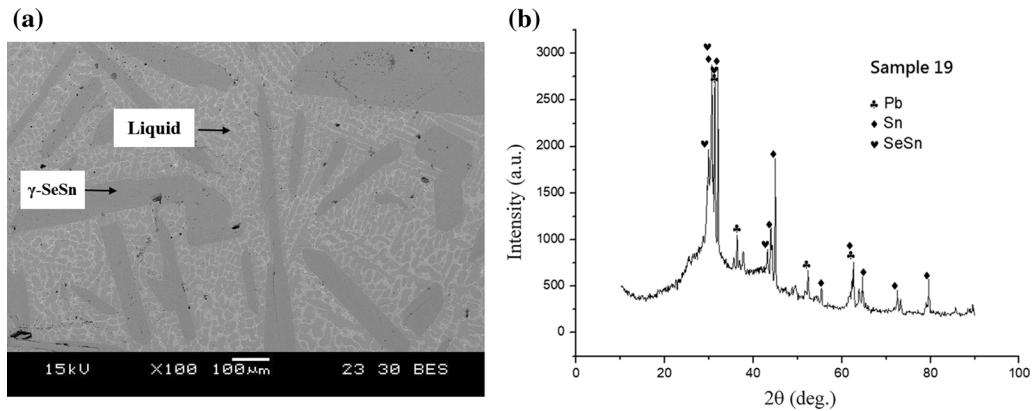 (a)
Liquid
γ-SeSn
15kV X100 100μm 23 30 BES
(b)
3000
2500
2000
1500
1000
500
0
Intensity (a.u.)
Sample 19
♣ Pb
♦ Sn
♥ SeSn
0 20 40 60 80 100
2θ (deg.)